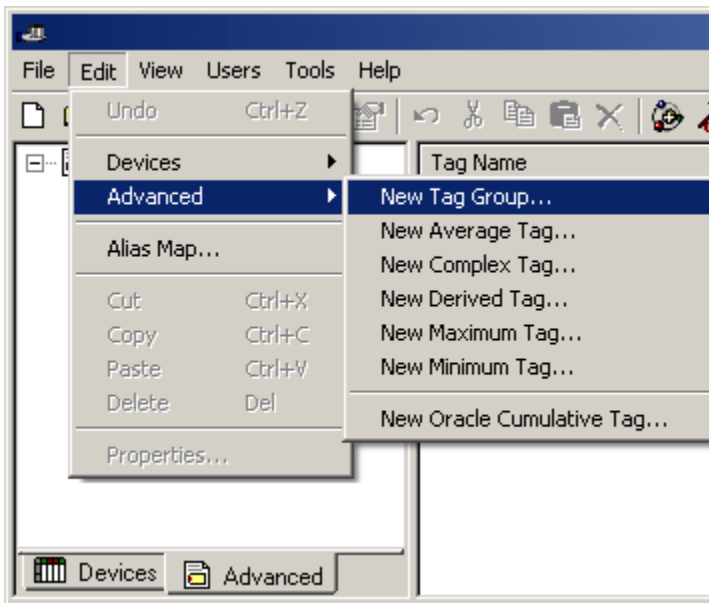 File Edit View Users Tools Help
Undo Ctrl+Z
Devices
Advanced
Alias Map...
Cut Ctrl+X
Copy Ctrl+C
Paste Ctrl+V
Delete Del
Properties...
Tag Name
New Tag Group...
New Average Tag...
New Complex Tag...
New Derived Tag...
New Maximum Tag...
New Minimum Tag...
New Oracle Cumulative Tag...
Devices Advanced